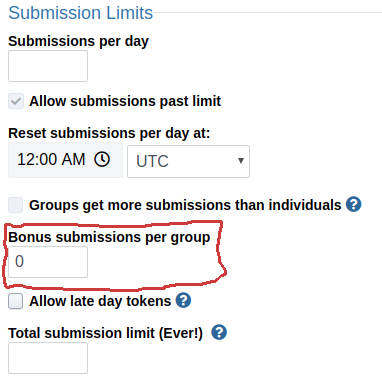 Submission Limits
Submissions per day
Allow submissions past limit
Reset submissions per day at:
12:00 AM UTC
Groups get more submissions than individuals ?
Bonus submissions per group
0
Allow late day tokens ?
Total submission limit (Ever!) ?